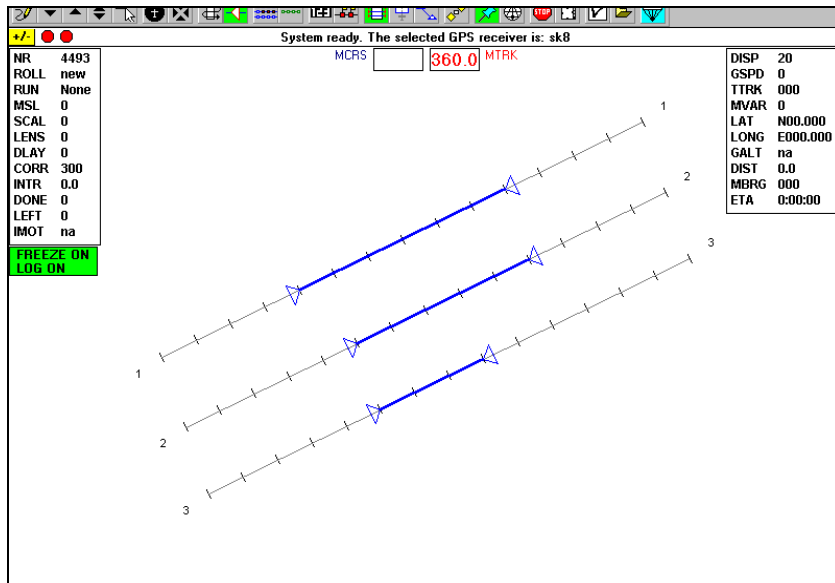 STOP
+/- System ready. The selected GPS receiver is: sk8
MCRS 360.0 MTRK
NR 4493
ROLL new
RUN None
MSL 0
SCAL 0
LENS 0
DLAY 0
CORR 300
INTR 0.0
DONE 0
LEFT 0
IMOT na
FREEZE ON
LOG ON
DISP 20
GSPD 0
TTRK 000
MVAR 0
LAT N00.000
LONG E000.000
GALT na
DIST 0.0
MBRG 000
ETA 0:00:00
1
2
3
1
2
3